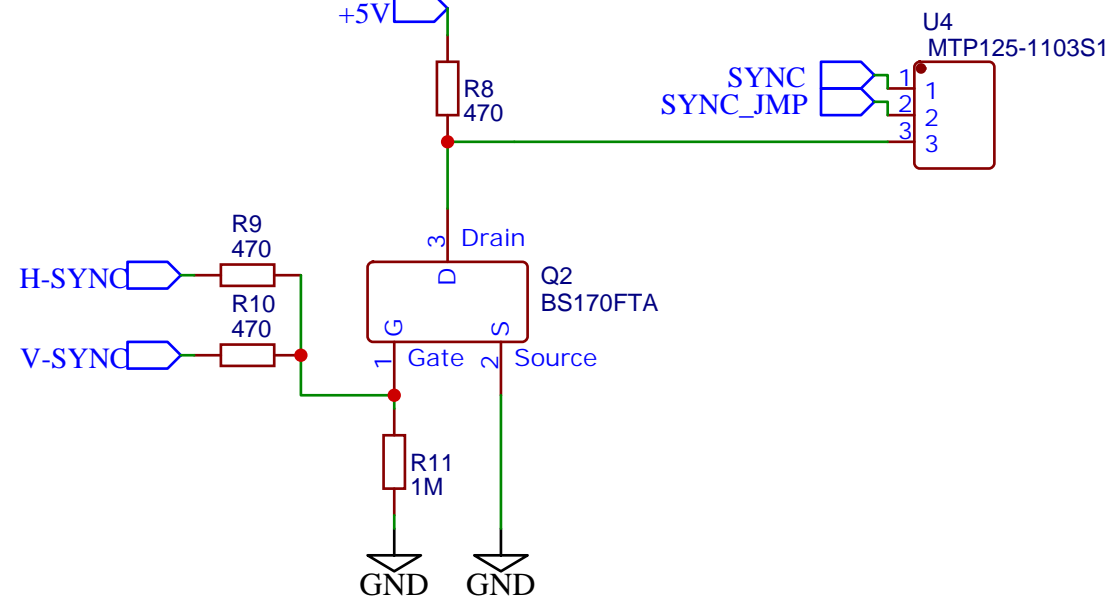 +5V
U4
MTP125-1103S1
R8
470
SYNC
1
1
SYNC_JMP
2
2
3
3
R9
470
3
Drain
D
H-SYNC
Q2
BS170FTA
R10
470
G
S
V-SYNC
1
Gate
2
Source
R11
1M
GND
GND